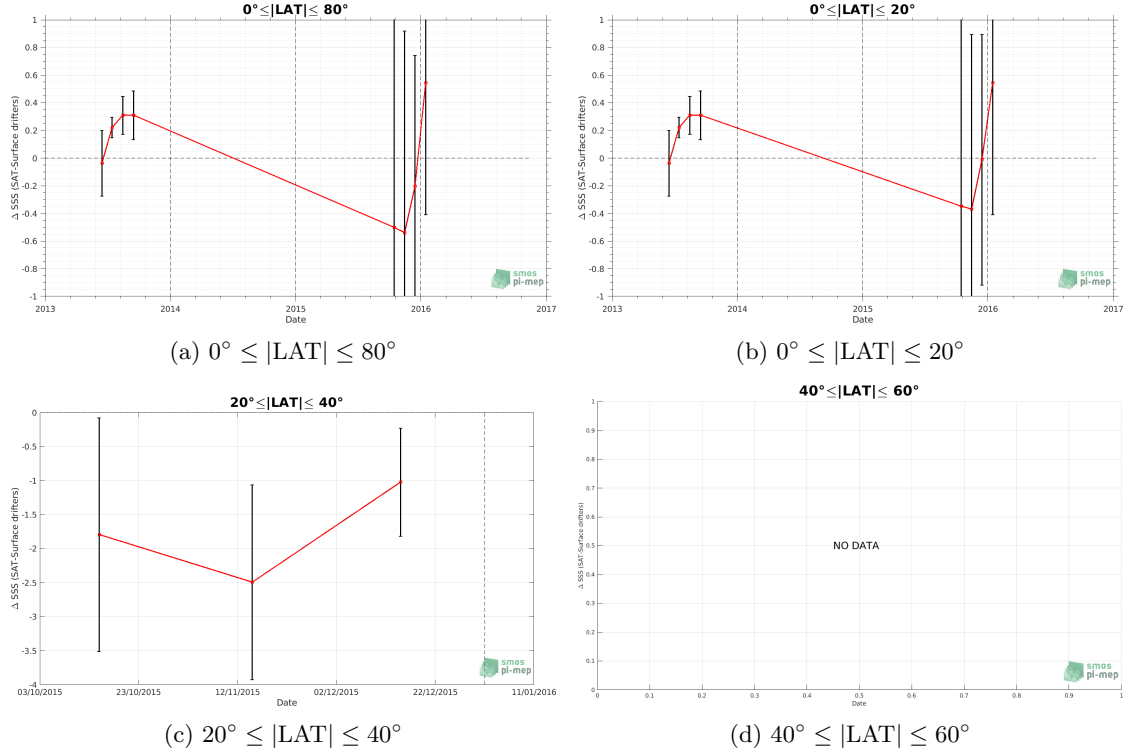 0°≤|LAT|≤ 80°
1
0.8
0.6
0.4
0.2
0
-0.2
-0.4
-0.6
-0.8
-1
Δ SSS (SAT-Surface drifters)
2013
2014
2015
2016
2017
Date
smos
pi-mep
(a) 0° ≤ |LAT| ≤ 80°
0°≤|LAT|≤ 20°
1
0.8
0.6
0.4
0.2
0
-0.2
-0.4
-0.6
-0.8
-1
Δ SSS (SAT-Surface drifters)
2013
2014
2015
2016
2017
Date
smos
pi-mep
(b) 0° ≤ |LAT| ≤ 20°
20°≤|LAT|≤ 40°
0
-0.5
-1
-1.5
-2
-2.5
-3
-3.5
-4
Δ SSS (SAT-Surface drifters)
03/10/2015
23/10/2015
12/11/2015
02/12/2015
22/12/2015
11/01/2016
Date
smos
pi-mep
(c) 20° ≤ |LAT| ≤ 40°
40°≤|LAT|≤ 60°
1
0.9
0.8
0.7
0.6
0.5
0.4
0.3
0.2
0.1
0
Δ SSS (SAT-Surface drifters)
NO DATA
0
0.1
0.2
0.3
0.4
0.5
0.6
0.7
0.8
0.9
1
Date
smos
pi-mep
(d) 40° ≤ |LAT| ≤ 60°